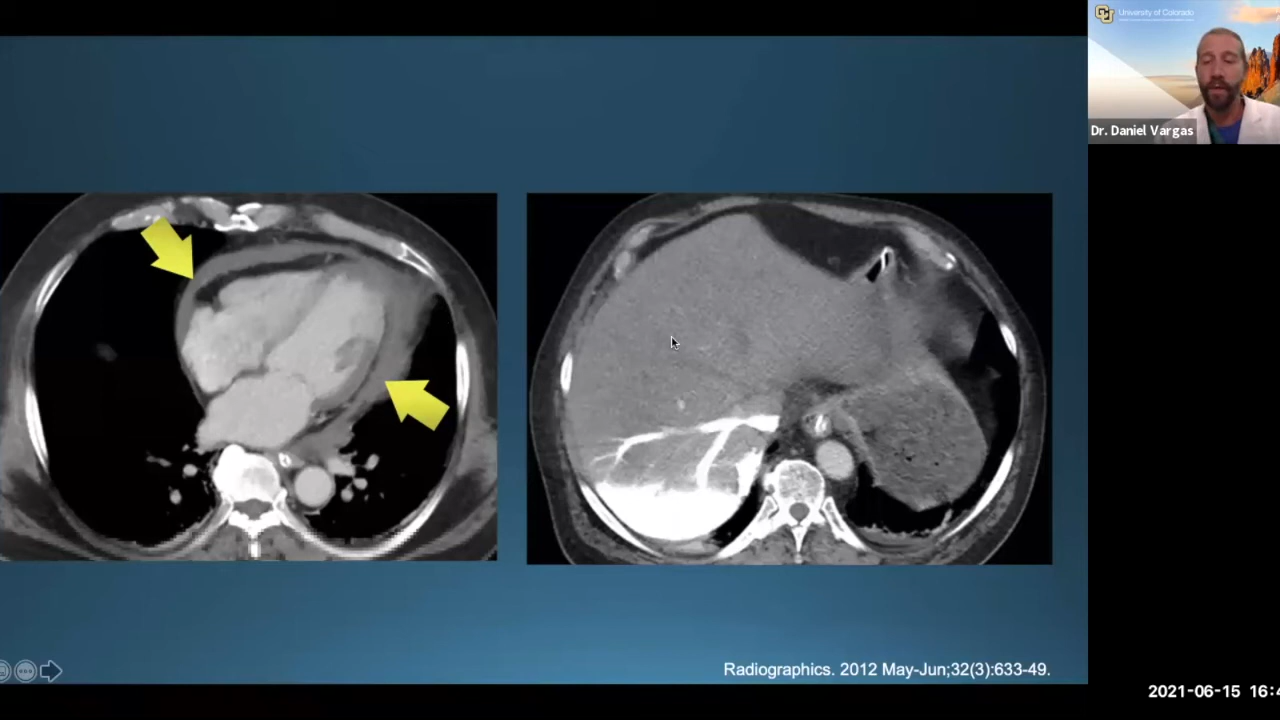 University of Colorado
Dr. Daniel Vargas
Radiographics. 2012 May-Jun;32(3):633-49.
2021-06-15 16:4